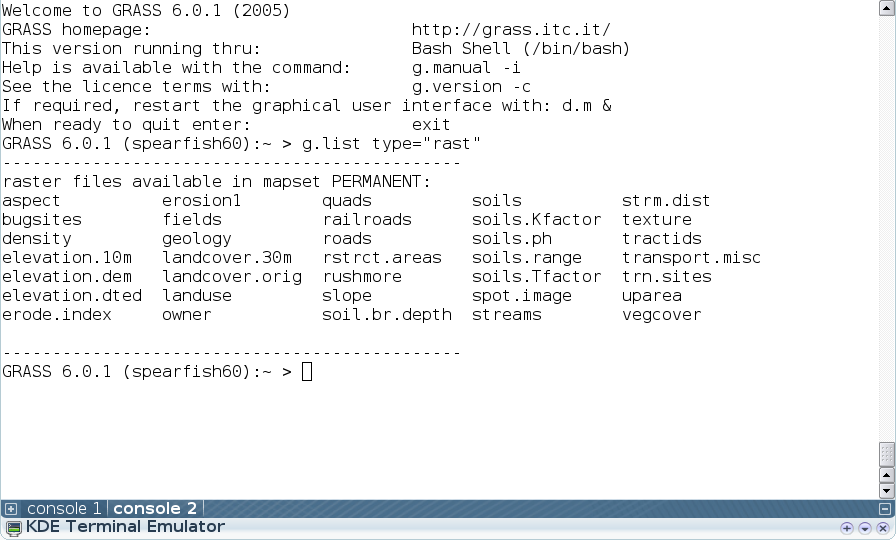 Welcome to GRASS 6.0.1 (2005)
GRASS homepage:                          http://grass.itc.it/
This version running thru:               Bash Shell (/bin/bash)
Help is available with the command:      g.manual -i
See the licence terms with:              g.version -c
If required, restart the graphical user interface with: d.m &
When ready to quit enter:                exit
GRASS 6.0.1 (spearfish60):~ > g.list type="rast"
----------------------------------------------
raster files available in mapset PERMANENT:
aspect          erosion1        quads          soils          strm.dist
bugsites        fields          railroads      soils.Kfactor  texture
density         geology         roads          soils.ph       tractids
elevation.10m   landcover.30m   rstrct.areas   soils.range    transport.misc
elevation.dem   landcover.orig  rushmore       soils.Tfactor  trn.sites
elevation.dted  landuse         slope          spot.image     uparea
erode.index     owner           soil.br.depth  streams        vegcover
----------------------------------------------
GRASS 6.0.1 (spearfish60):~ >
console 1 console 2
KDE Terminal Emulator